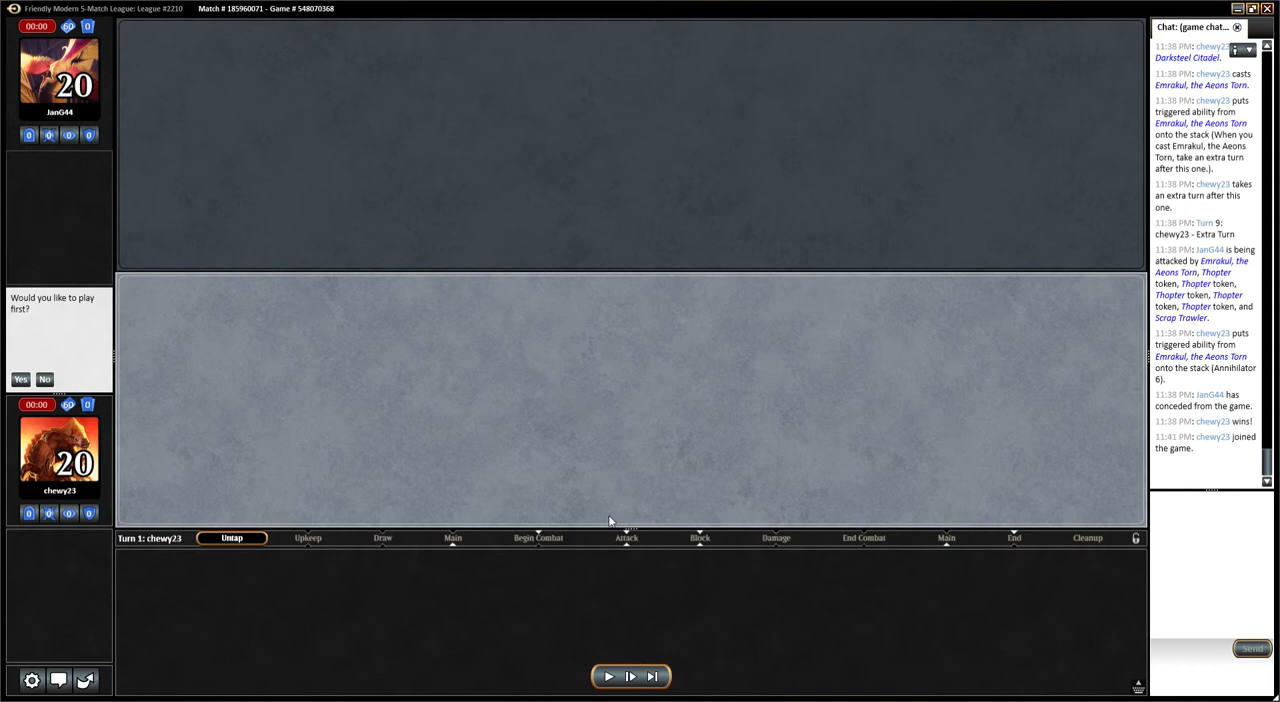 Friendly Modern 5-Match League: League #2210 Match # 185960071 - Game # 548070368
00:00 60 0
20
JanG44
0 0 0 0
Would you like to play
first?
Yes No
00:00 60 0
20
chewy23
0 0 0 0
Turn 1: chewy23 Untap Upkeep Draw Main Begin Combat Attack Block Damage End Combat Main End Cleanup
Chat: (game chat...
11:38 PM: chewy23
Darksteel Citadel.
11:38 PM: chewy23 casts
Emrakul, the Aeons Torn.
11:38 PM: chewy23 puts
triggered ability from
Emrakul, the Aeons Torn
onto the stack (When you
cast Emrakul, the Aeons
Torn, take an extra turn
after this one.).
11:38 PM: chewy23 takes
an extra turn after this
one.
11:38 PM: Turn 9:
chewy23 - Extra Turn
11:38 PM: JanG44 is being
attacked by Emrakul, the
Aeons Torn, Thopter
token, Thopter token,
Thopter token, Thopter
token, Thopter token, and
Scrap Trawler.
11:38 PM: chewy23 puts
triggered ability from
Emrakul, the Aeons Torn
onto the stack (Annihilator
6).
11:38 PM: JanG44 has
conceded from the game.
11:38 PM: chewy23 wins!
11:41 PM: chewy23 joined
the game.
Send